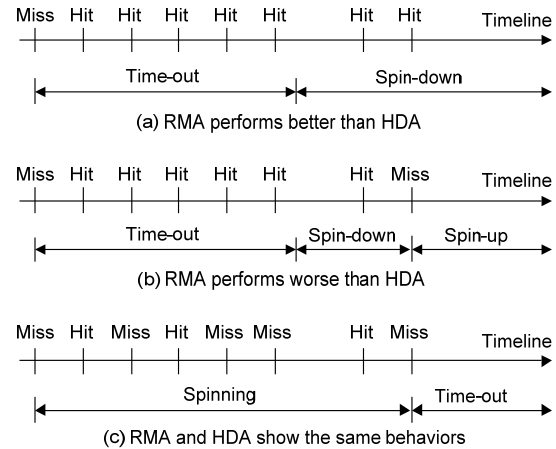 Miss Hit Hit Hit Hit Hit Hit Hit Timeline
Time-out Spin-down
(a) RMA performs better than HDA
Miss Hit Hit Hit Hit Hit Hit Miss Timeline
Time-out Spin-down Spin-up
(b) RMA performs worse than HDA
Miss Hit Miss Hit Miss Miss Hit Miss Timeline
Spinning Time-out
(c) RMA and HDA show the same behaviors